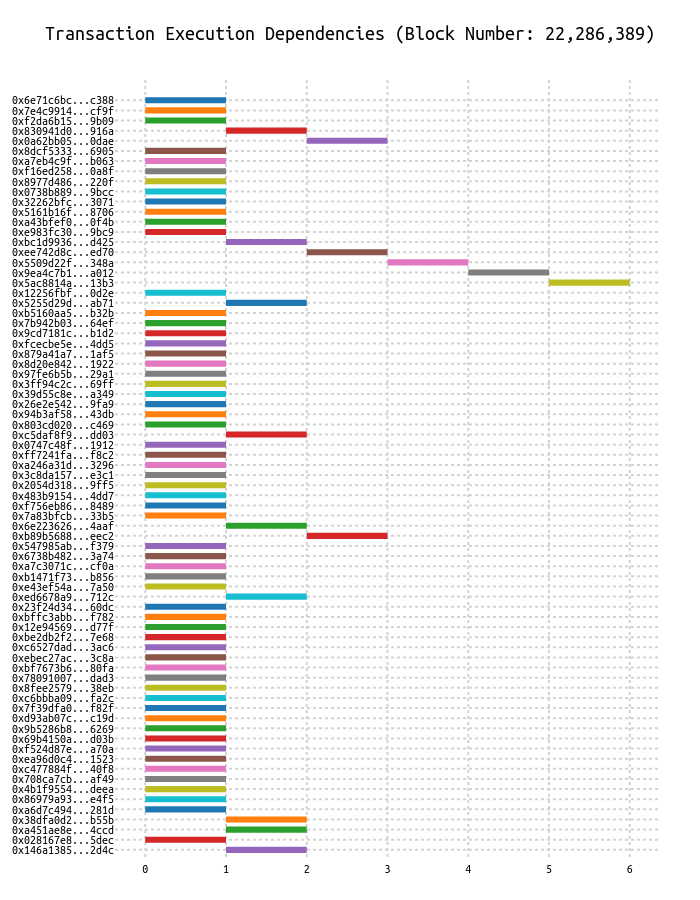 Transaction Execution Dependencies (Block Number: 22,286,389)
0x6e71c6bc...c388
0x7e4c9914...cf9f
0xf2da6b15...9b09
0x830941d0...916a
0x0a62bb05...0dae
0x8dcf5333...6905
0xa7eb4c9f...b063
0xf16ed258...0a8f
0x8977d486...220f
0x0738b889...9bcc
0x32262bfc...3071
0x5161b16f...8706
0xa43bfef0...0f4b
0xe983fc30...9bc9
0xbc1d9936...d425
0xee742d8c...ed70
0x5509d22f...348a
0x9ea4c7b1...a012
0x5ac8814a...13b3
0x12256fbf...0d2e
0x5255d29d...ab71
0xb5160aa5...b32b
0x7b942b03...64ef
0x9cd7181c...b1d2
0xfcecbe5e...4dd5
0x879a41a7...1af5
0x8d20e842...1922
0x97fe6b5b...29a1
0x3ff94c2c...69ff
0x39d55c8e...a349
0x26e2e542...9fa9
0x94b3af58...43db
0x803cd020...c469
0xc5daf8f9...dd03
0x0747c48f...1912
0xff7241fa...f8c2
0xa246a31d...3296
0x3c8da157...e3c1
0x2054d318...9ff5
0x483b9154...4dd7
0xf756eb86...8489
0x7a83bfcb...33b5
0x6e223626...4aaf
0xb89b5688...eec2
0x547985ab...f379
0x6738b482...3a74
0xa7c3071c...cf0a
0xb1471f73...b856
0xe43ef54a...7a50
0xed6678a9...712c
0x23f24d34...60dc
0xbffc3abb...f782
0x12e94569...d77f
0xbe2db2f2...7e68
0xc6527dad...3ac6
0xebec27ac...3c8a
0xbf7673b6...80fa
0x78091007...dad3
0x8fee2579...38eb
0xc6bbba09...fa2c
0x7f39dfa0...f82f
0xd93ab07c...c19d
0x9b5286b8...6269
0x69b4150a...d03b
0xf524d87e...a70a
0xea96d0c4...1523
0xc477884f...40f8
0x708ca7cb...af49
0x4b1f9554...deea
0x86979a93...e4f5
0xa6d7c494...281d
0x38dfa0d2...b55b
0xa451ae8e...4ccd
0x028167e8...5dec
0x146a1385...2d4c
0 1 2 3 4 5 6